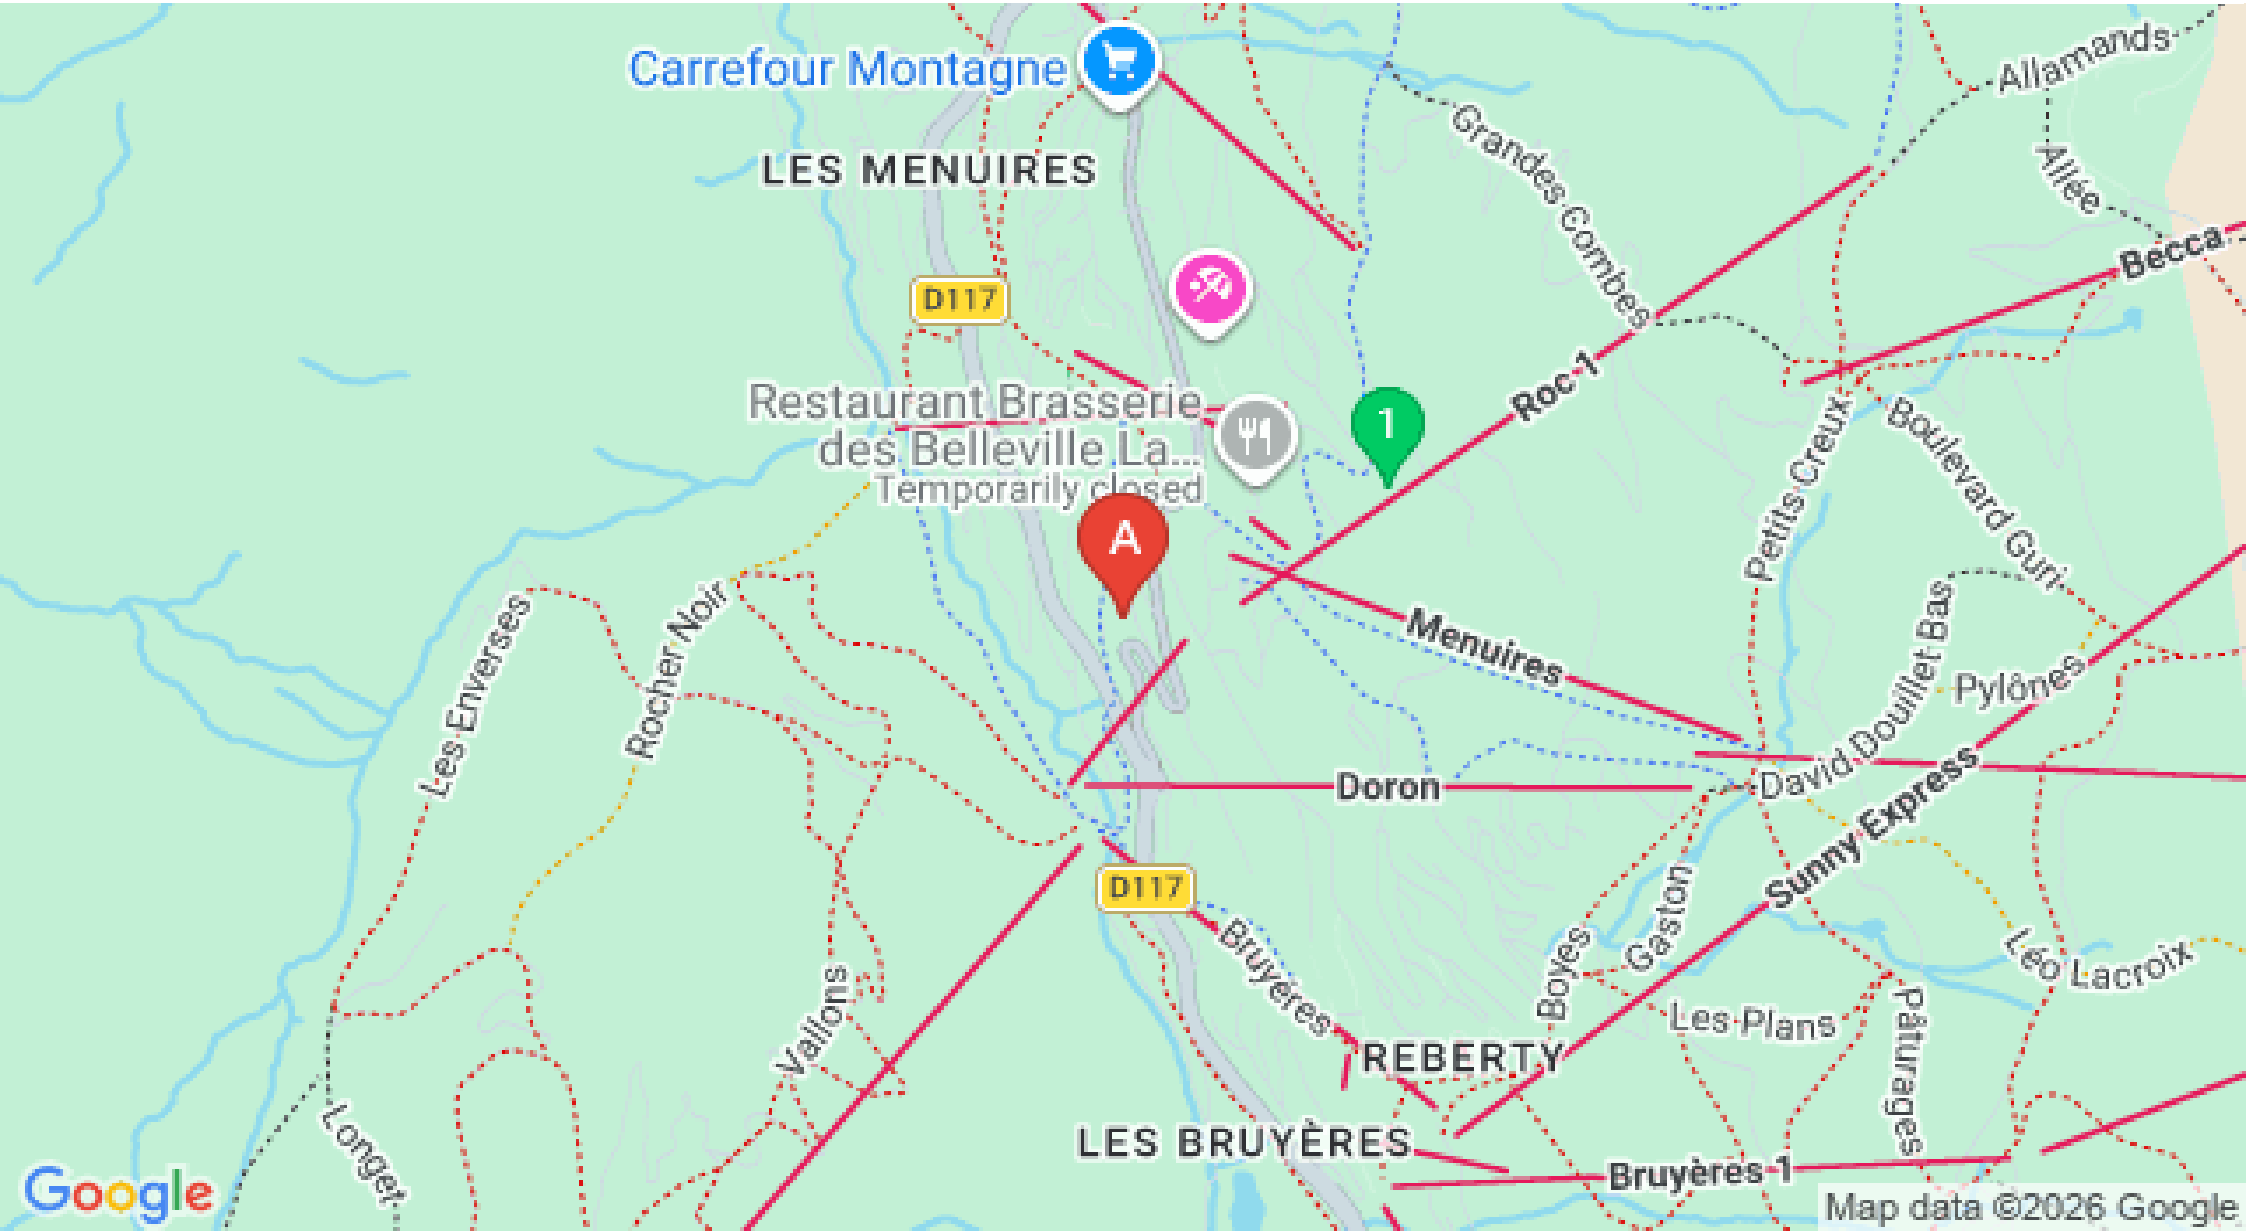 Carrefour Montagne
Allamands
Grandes Combes
Allée
LES MENUIRES
Becca
D117
Roc 1
Restaurant Brasserie
des Belleville La...
Temporarily closed
1
Petits Creux
Boulevard Guri
A
Les Enverses
Rocher Noir
Menuires
David Douillet Bas
Pylônes
Doron
Sunny Express
D117
Bruyères
Boyes
Gaston
Léo Lacroix
Vallons
Les Plans
Pâturages
REBERTY
Longet
LES BRUYÈRES
Bruyères 1
Google
Map data ©2026 Google